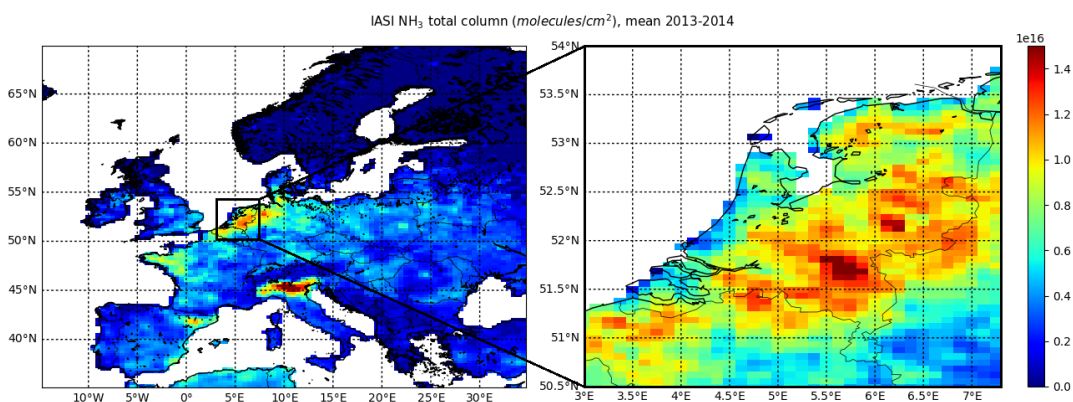 IASI NH₃ total column (molecules/cm²), mean 2013-2014
65°N
60°N
55°N
50°N
45°N
40°N
10°W 5°W 0° 5°E 10°E 15°E 20°E 25°E 30°E
54°N
53.5°N
53°N
52.5°N
52°N
51.5°N
51°N
50.5°N
3°E 3.5°E 4°E 4.5°E 5°E 5.5°E 6°E 6.5°E 7°E
1e16
1.4
1.2
1.0
0.8
0.6
0.4
0.2
0.0